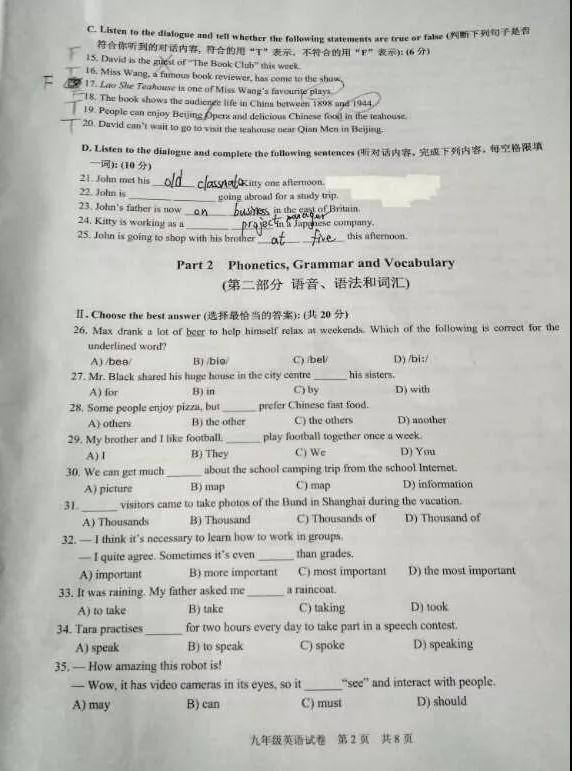 C. Listen to the dialogue and tell whether the following statements are true or false (判断下列句子是否
符合你听到的对话内容, 符合的用“T”表示, 不符合的用“F”表示): (6 分)
F 15. David is the guest of “The Book Club” this week.
T 16. Miss Wang, a famous book reviewer, has come to the show.
F 17. Lao She Teahouse is one of Miss Wang’s favourite plays.
F 18. The book shows the audience life in China between 1898 and 1944.
T 19. People can enjoy Beijing Opera and delicious Chinese food in the teahouse.
T 20. David can’t wait to go to visit the teahouse near Qian Men in Beijing.
D. Listen to the dialogue and complete the following sentences (听对话内容, 完成下列内容, 每空格限填
一词): (10 分)
21. John met his old classmate Kitty one afternoon.
22. John is ______ ______ going abroad for a study trip.
23. John’s father is now on business in the east of Britain.
24. Kitty is working as a project manager in a Japanese company.
25. John is going to shop with his brother at five this afternoon.
Part 2 Phonetics, Grammar and Vocabulary
(第二部分 语音、语法和词汇)
Ⅱ. Choose the best answer (选择最恰当的答案): (共 20 分)
26. Max drank a lot of beer to help himself relax at weekends. Which of the following is correct for the
underlined word?
A) /beə/ B) /biə/ C) /bel/ D) /bi:/
27. Mr. Black shared his huge house in the city centre ______ his sisters.
A) for B) in C) by D) with
28. Some people enjoy pizza, but ______ prefer Chinese fast food.
A) others B) the other C) the others D) another
29. My brother and I like football. ______ play football together once a week.
A) I B) They C) We D) You
30. We can get much ______ about the school camping trip from the school Internet.
A) picture B) map C) map D) information
31. ______ visitors came to take photos of the Bund in Shanghai during the vacation.
A) Thousands B) Thousand C) Thousands of D) Thousand of
32. — I think it’s necessary to learn how to work in groups.
— I quite agree. Sometimes it’s even ______ than grades.
A) important B) more important C) most important D) the most important
33. It was raining. My father asked me ______ a raincoat.
A) to take B) take C) taking D) took
34. Tara practises ______ for two hours every day to take part in a speech contest.
A) speak B) to speak C) spoke D) speaking
35. — How amazing this robot is!
— Wow, it has video cameras in its eyes, so it ______ “see” and interact with people.
A) may B) can C) must D) should
九年级英语试卷 第 2 页 共 8 页